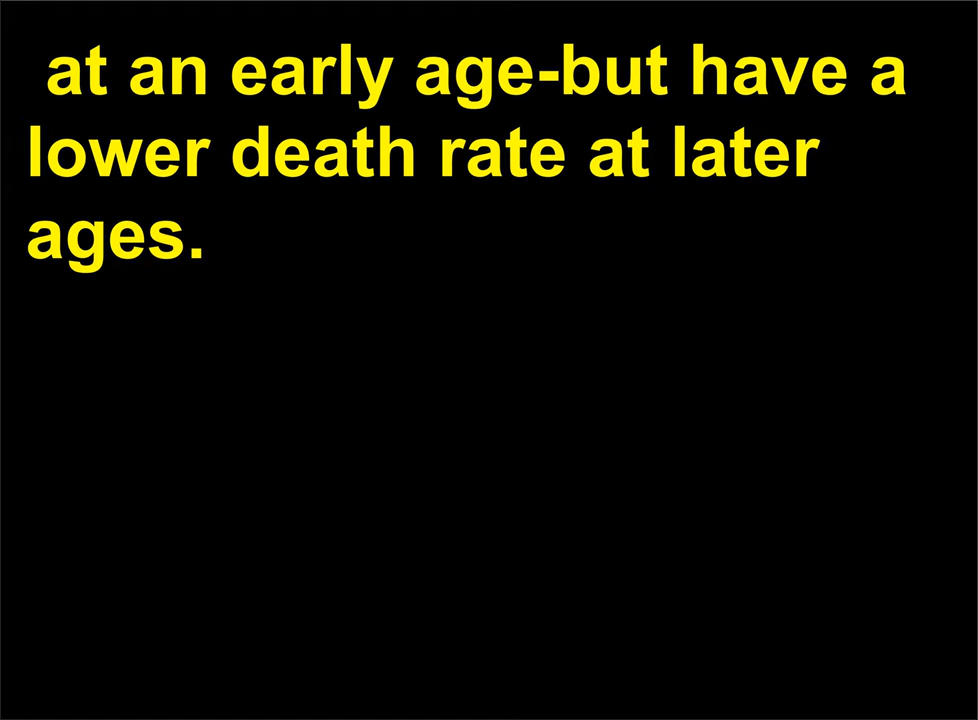 at an early age-but have a
lower death rate at later
ages.